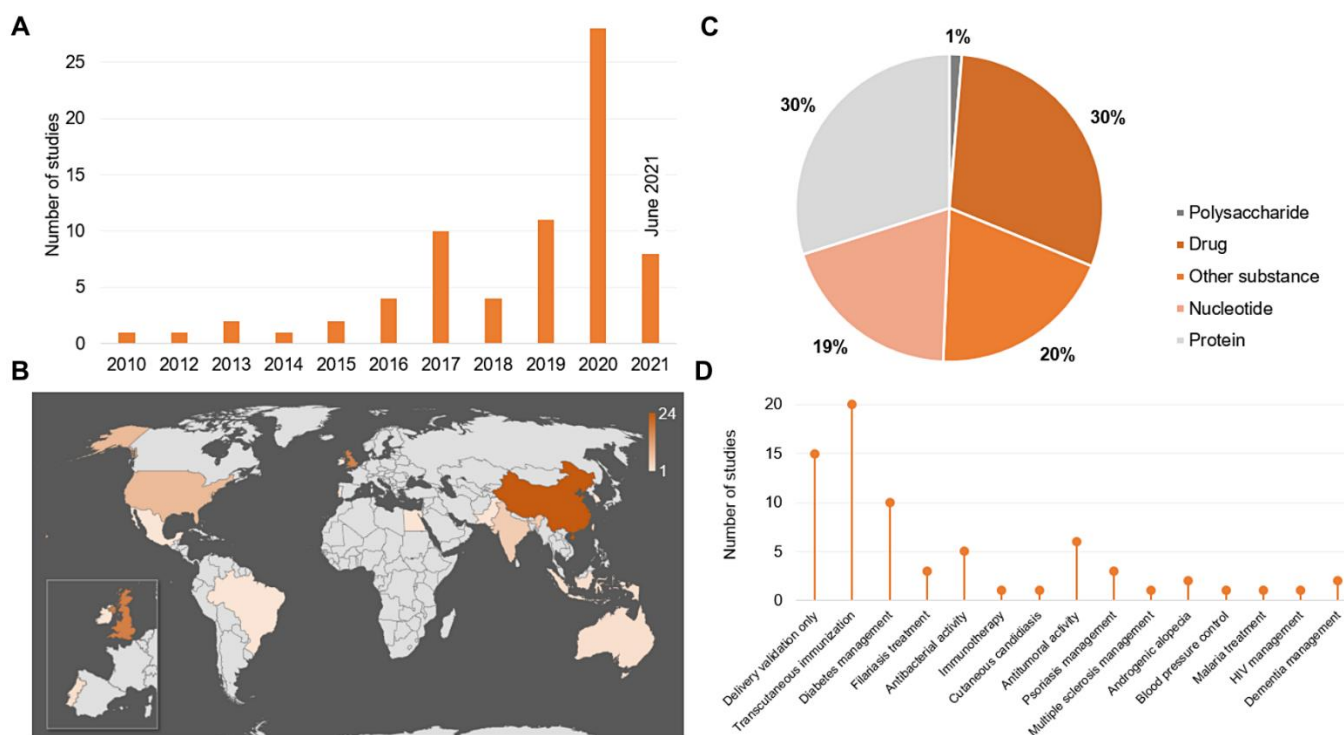 A
Number of studies
25
20
15
10
5
0
2010 2012 2013 2014 2015 2016 2017 2018 2019 2020 2021
June 2021
B
24
1
C
1%
30%
30%
19%
20%
Polysaccharide
Drug
Other substance
Nucleotide
Protein
D
Number of studies
20
15
10
5
0
Delivery validation only
Transcutaneous immunization
Diabetes management
Filariasis treatment
Antibacterial activity
Immunotherapy
Cutaneous candidiasis
Antitumoral activity
Psoriasis management
Multiple sclerosis management
Androgenic alopecia
Blood pressure control
Malaria treatment
HIV management
Dementia management